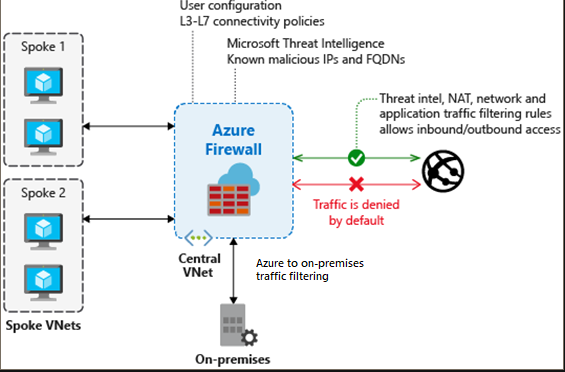 User configuration
L3-L7 connectivity policies
Microsoft Threat Intelligence
Known malicious IPs and FQDNs
Spoke 1
Threat intel, NAT, network and
application traffic filtering rules
allows inbound/outbound access
Azure
Firewall
Spoke 2
Traffic is denied
by default
Central
VNet
Azure to on-premises
traffic filtering
Spoke VNets
On-premises